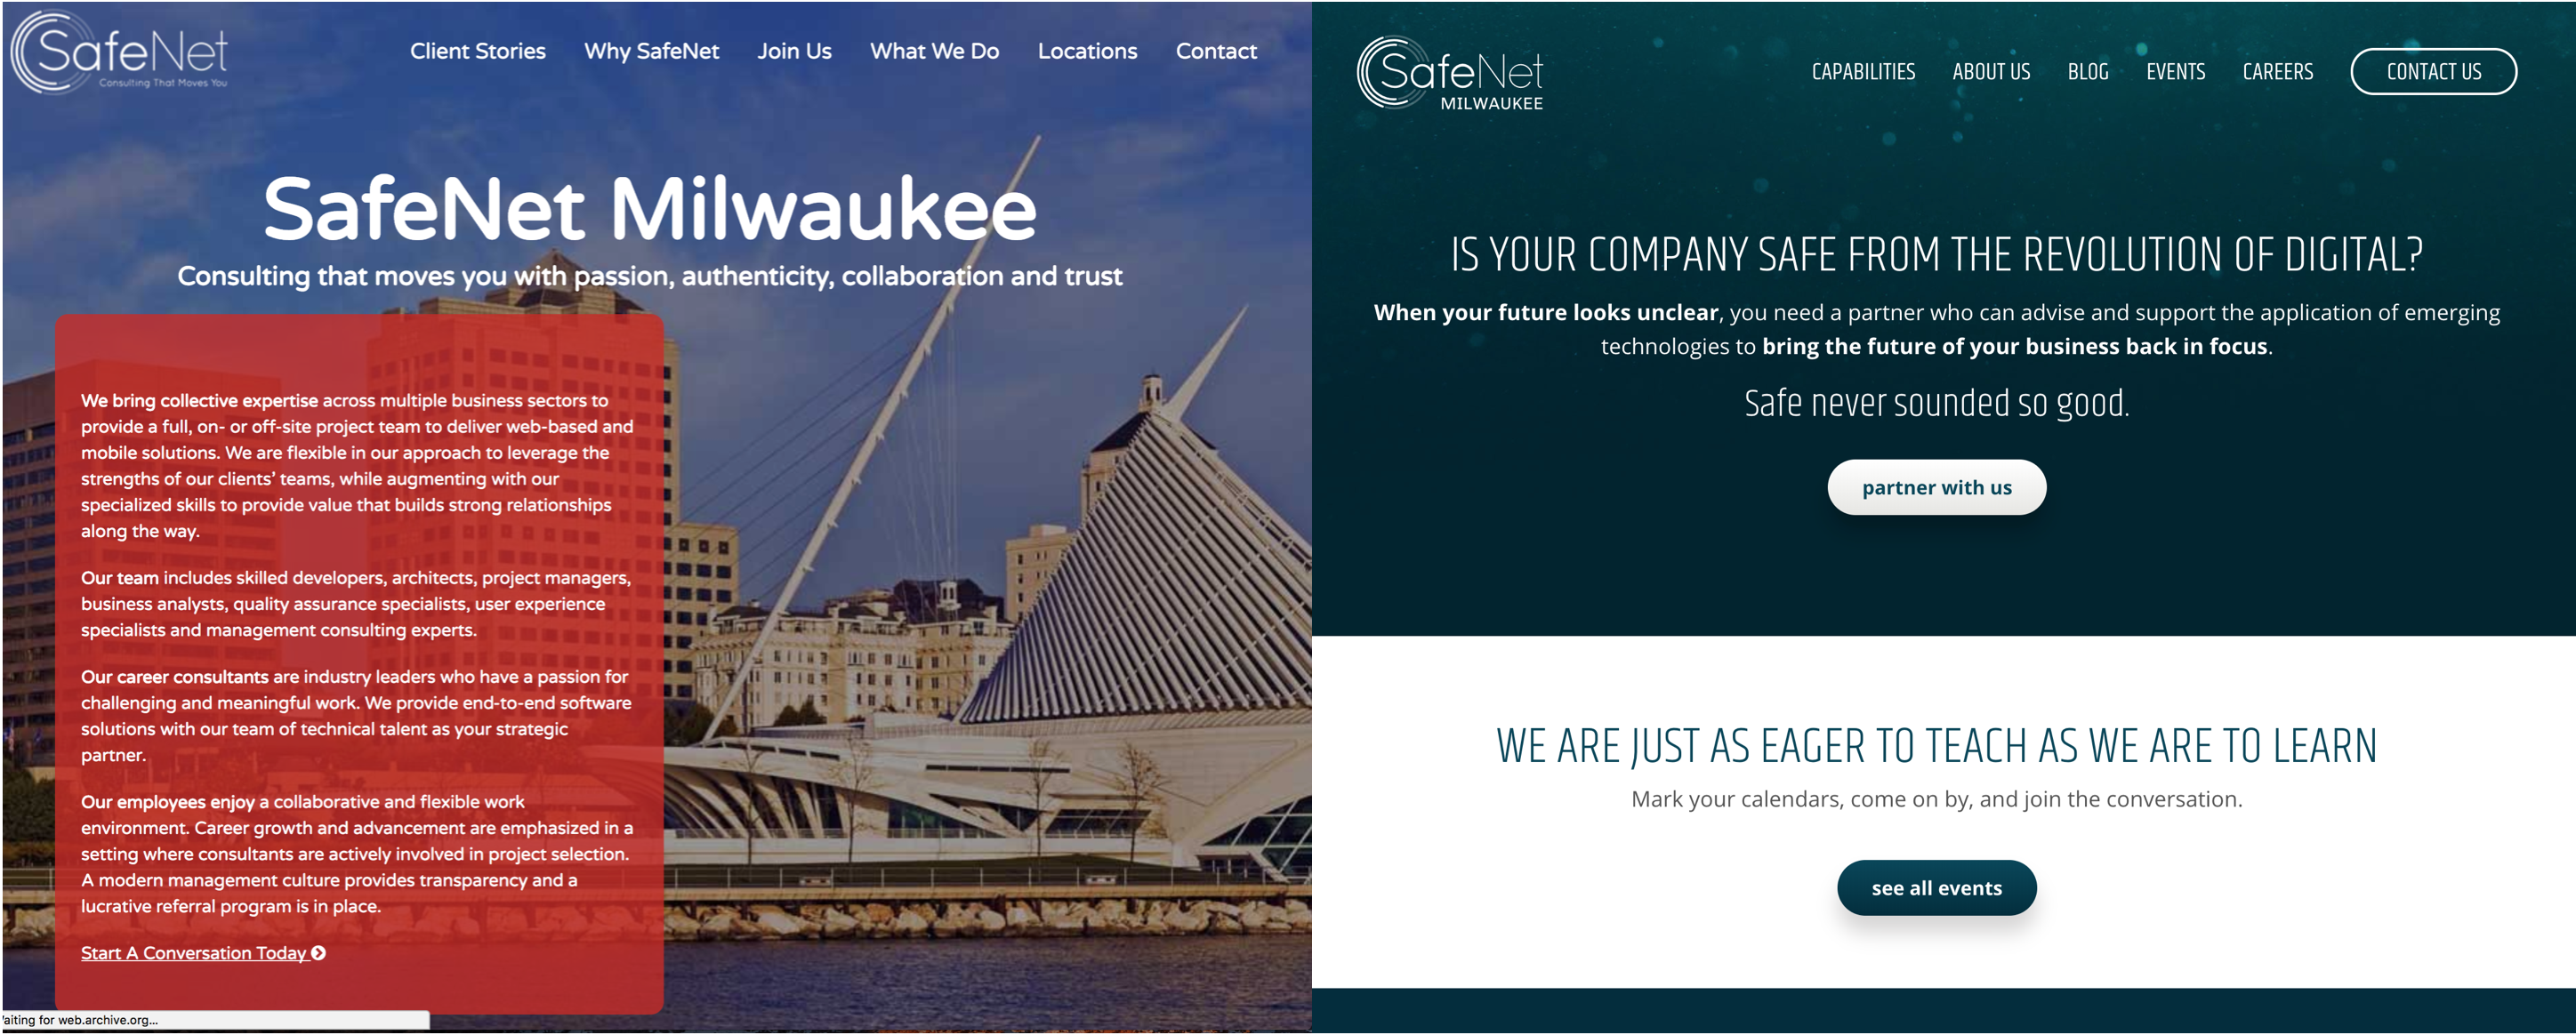 SafeNet
Consulting That Moves You
Client Stories Why SafeNet Join Us What We Do Locations Contact
SafeNet Milwaukee
Consulting that moves you with passion, authenticity, collaboration and trust
We bring collective expertise across multiple business sectors to
provide a full, on- or off-site project team to deliver web-based and
mobile solutions. We are flexible in our approach to leverage the
strengths of our clients’ teams, while augmenting with our
specialized skills to provide value that builds strong relationships
along the way.
Our team includes skilled developers, architects, project managers,
business analysts, quality assurance specialists, user experience
specialists and management consulting experts.
Our career consultants are industry leaders who have a passion for
challenging and meaningful work. We provide end-to-end software
solutions with our team of technical talent as your strategic
partner.
Our employees enjoy a collaborative and flexible work
environment. Career growth and advancement are emphasized in a
setting where consultants are actively involved in project selection.
A modern management culture provides transparency and a
lucrative referral program is in place.
Start A Conversation Today
aiting for web.archive.org...
SafeNet
MILWAUKEE
CAPABILITIES ABOUT US BLOG EVENTS CAREERS CONTACT US
IS YOUR COMPANY SAFE FROM THE REVOLUTION OF DIGITAL?
When your future looks unclear, you need a partner who can advise and support the application of emerging
technologies to bring the future of your business back in focus.
Safe never sounded so good.
partner with us
WE ARE JUST AS EAGER TO TEACH AS WE ARE TO LEARN
Mark your calendars, come on by, and join the conversation.
see all events